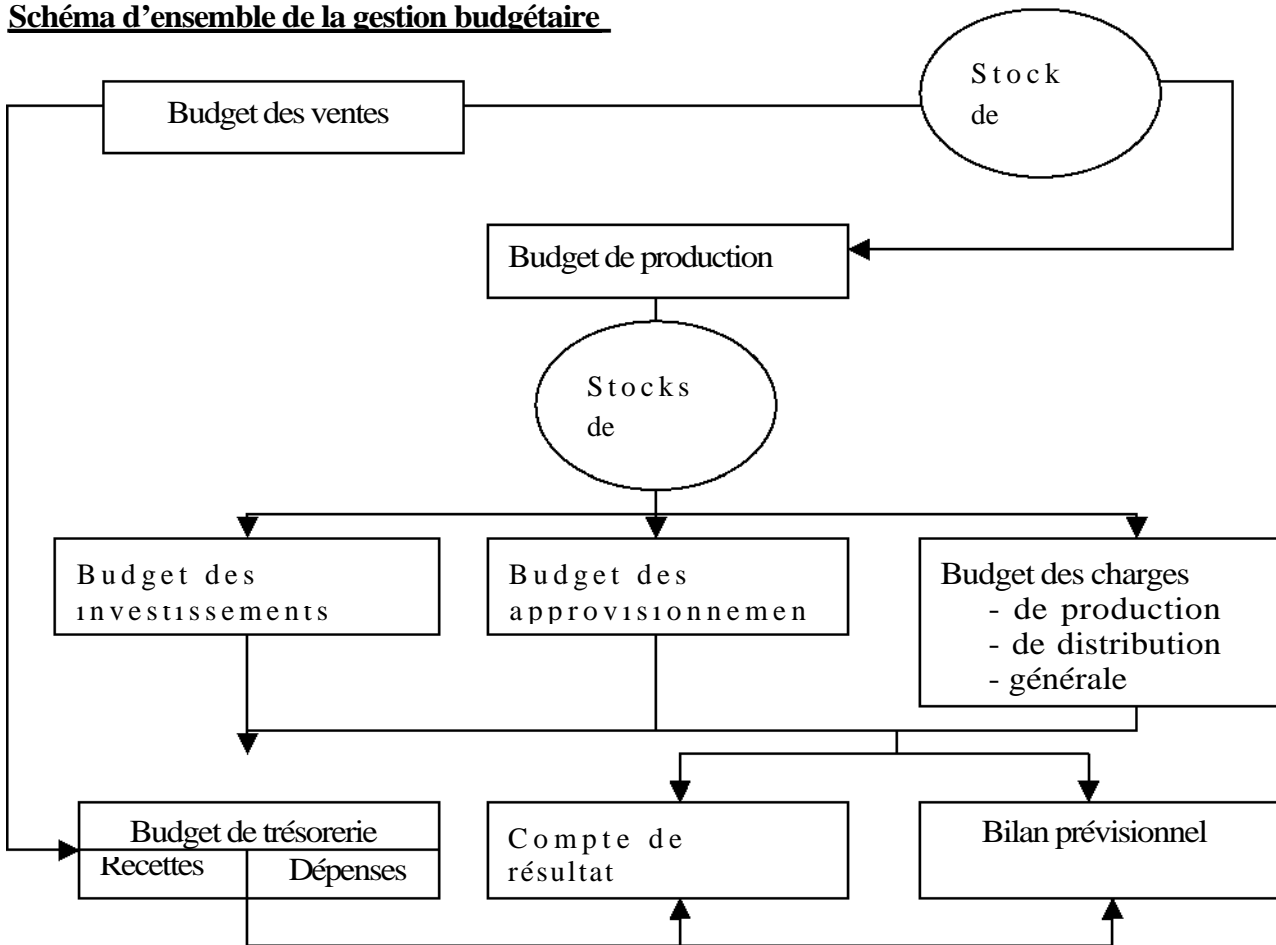 Schéma d’ensemble de la gestion budgétaire
Stock
de
Budget des ventes
Budget de production
Stocks
de
Budget des
investissements
Budget des
approvisionnemen
Budget des charges
- de production
- de distribution
- générale
Budget de trésorerie
Recettes
Dépenses
Compte de
résultat
Bilan prévisionnel